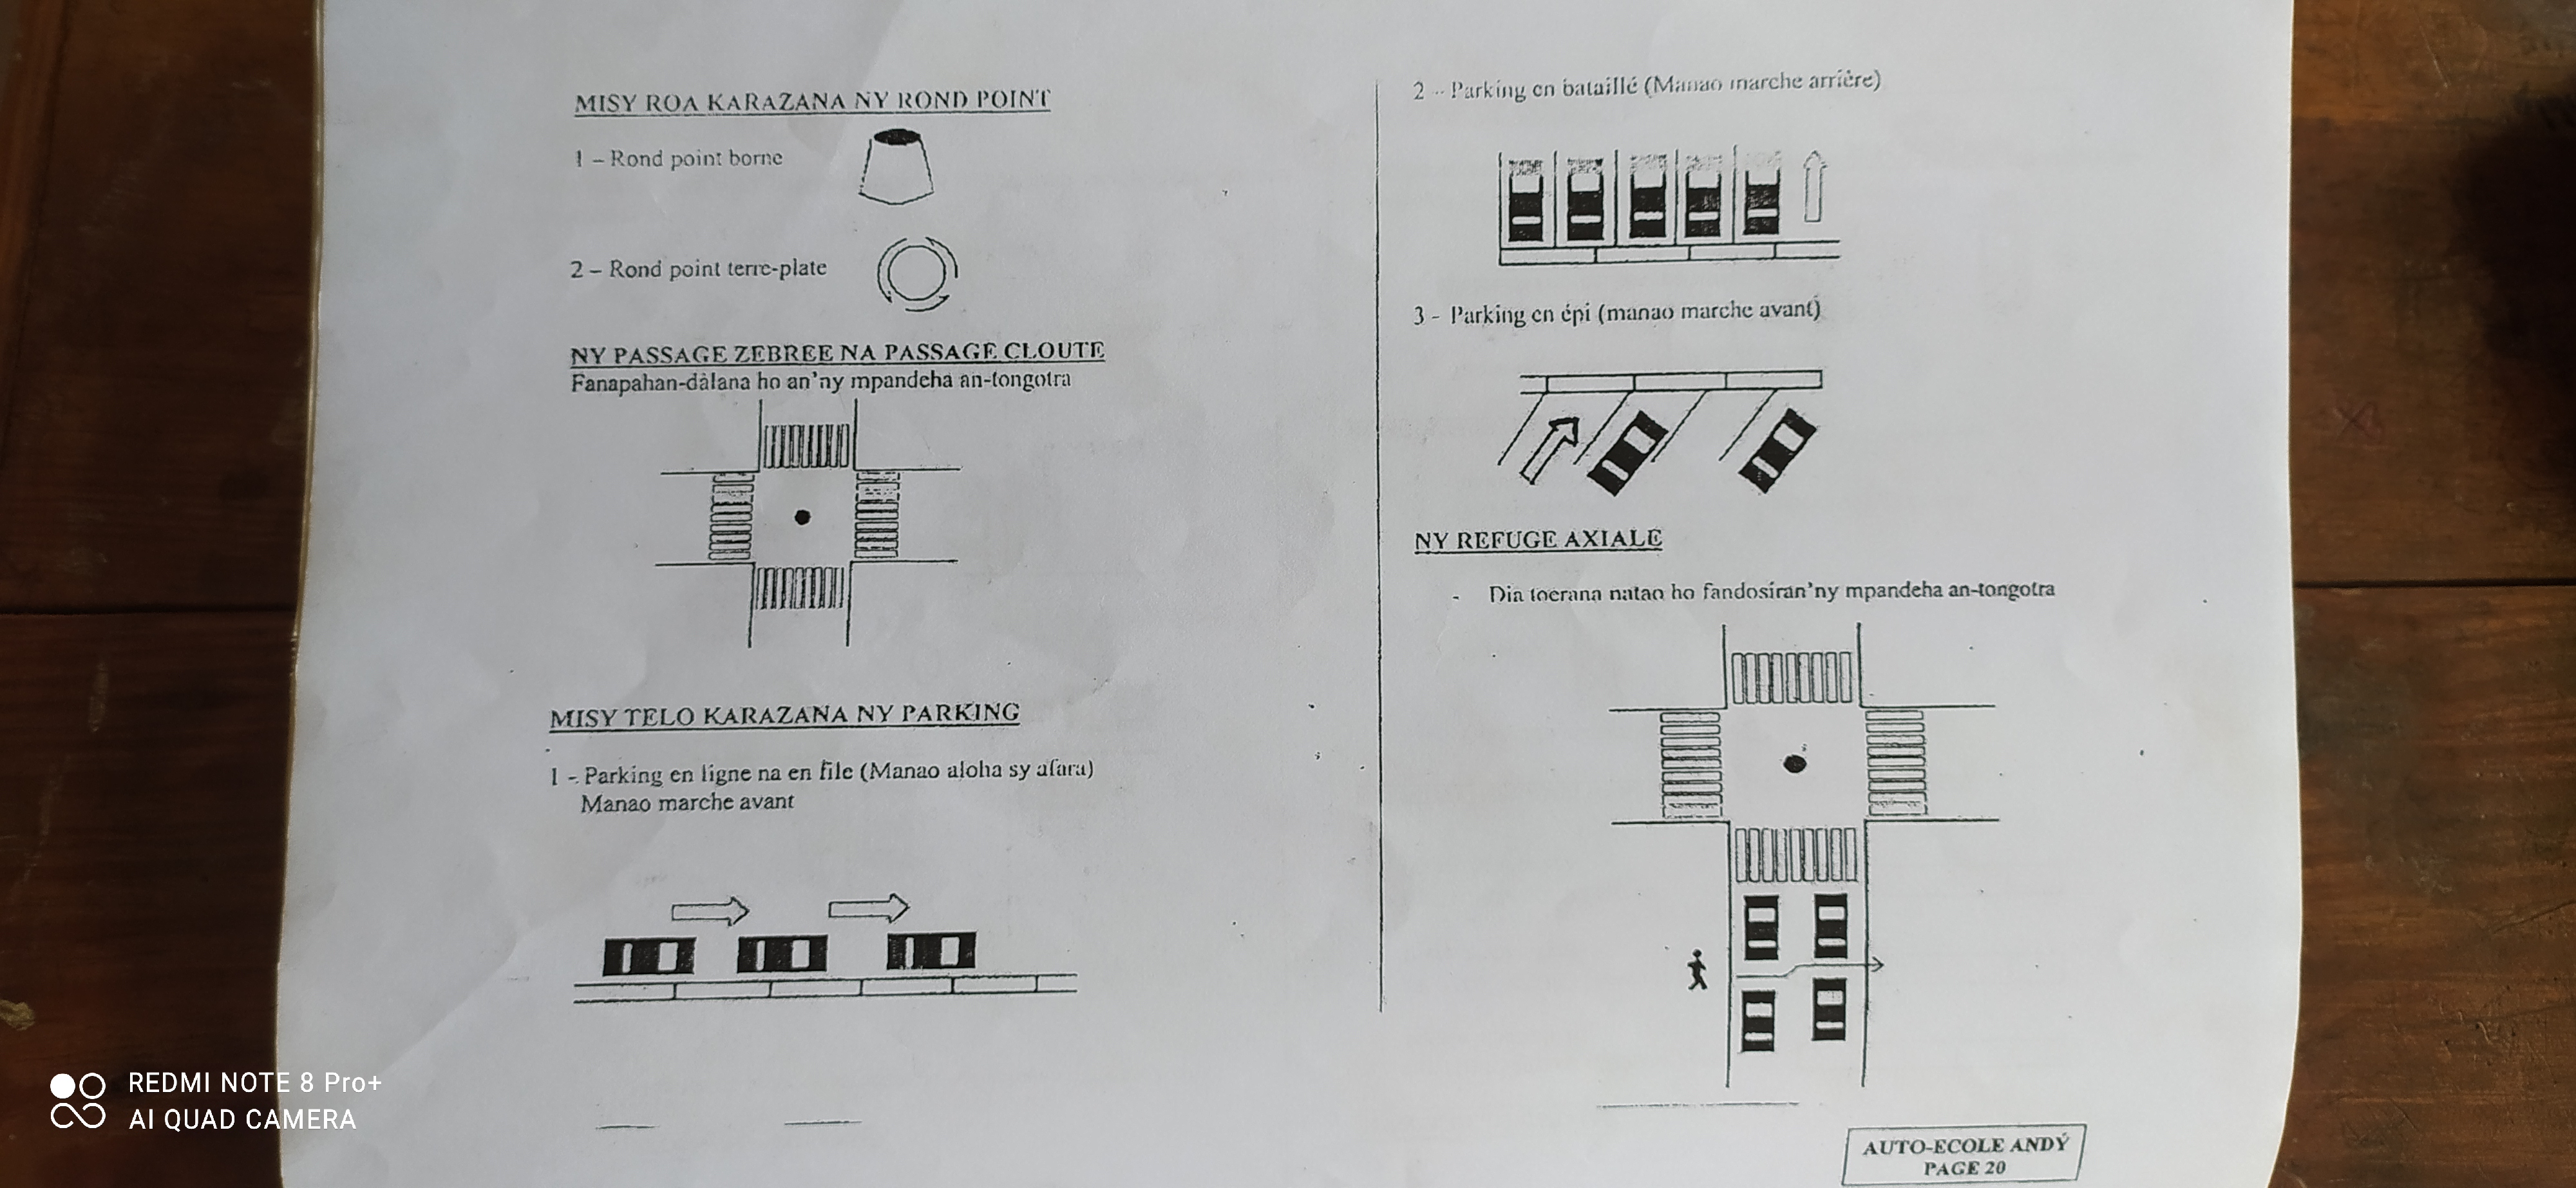 MISY ROA KARAZANA NY ROND POINT
1 – Rond point borne
2 – Rond point terre-plate
NY PASSAGE ZEBREE NA PASSAGE CLOUTE
Fanapahan-dàlana ho an'ny mpandeha an-tongotra
MISY TELO KARAZANA NY PARKING
1 - Parking en ligne na en file (Manao aloha sy afara)
Manao marche avant
2 - Parking en bataillé (Manao marche arrière)
3 - Parking en épi (manao marche avant)
NY REFUGE AXIALE
- Dia toerana natao ho fandosiran'ny mpandeha an-tongotra
AUTO-ECOLE ANDY
PAGE 20
REDMI NOTE 8 Pro+
AI QUAD CAMERA